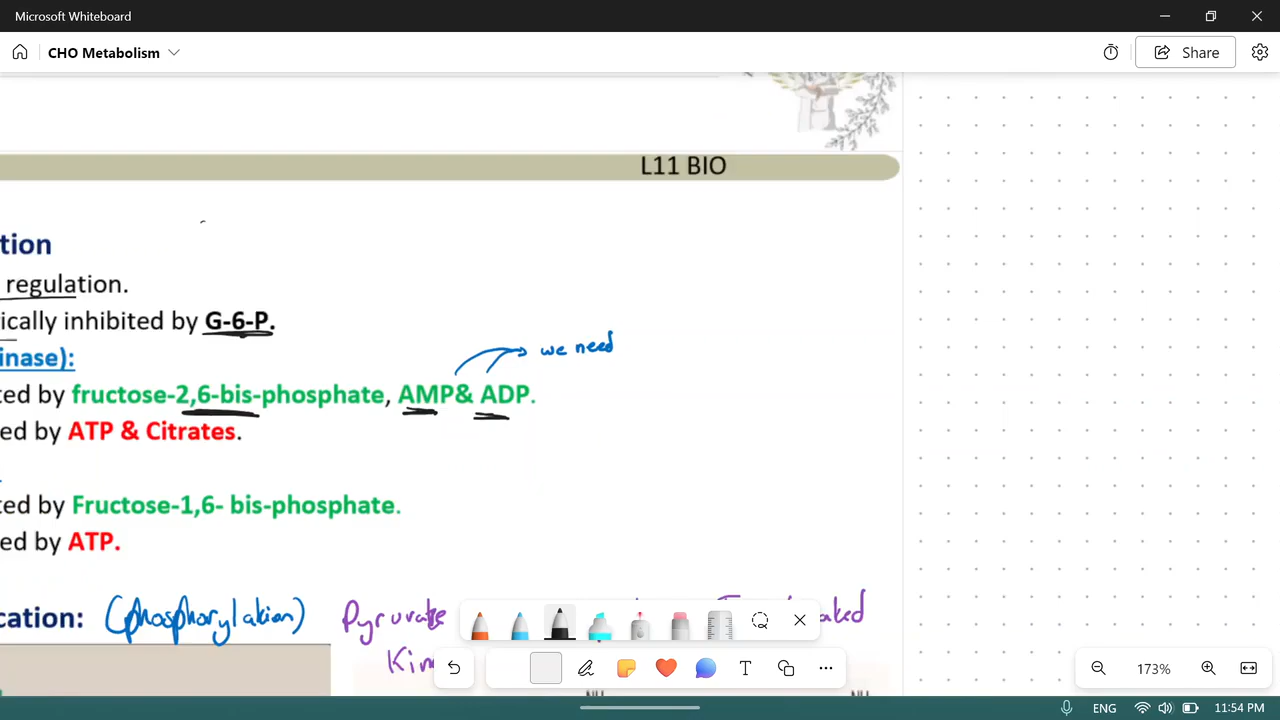 Microsoft Whiteboard
CHO Metabolism
Share
L11 BIO
tion
regulation.
ically inhibited by G-6-P.
inase):
we need
ted by fructose-2,6-bis-phosphate, AMP& ADP.
ed by ATP & Citrates.
ted by Fructose-1,6- bis-phosphate.
ed by ATP.
cation: (phosphorylation) Pyruvate
Kin
173%
ENG 11:54 PM